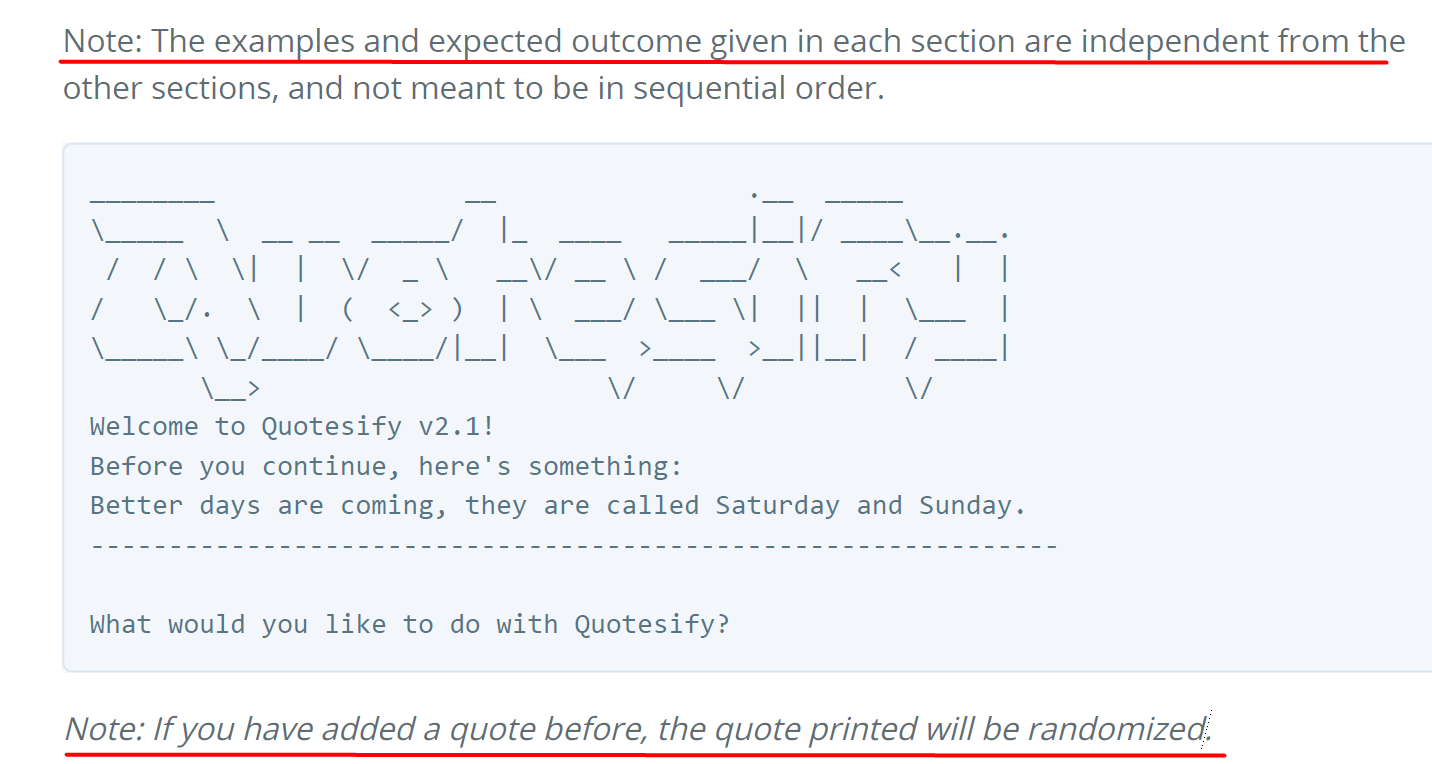 Note: The examples and expected outcome given in each section are independent from the
other sections, and not meant to be in sequential order.
________                __                 .__  _____
\_____  \  __ __  _____/  |_  ____   _____|__|/ ____\__.__.
 /  / \  \|  |  \/  _ \   __\/ __ \ /  ___/  \   __<   |  |
/   \_/.  \  |  (  <_> )  | \  ___/ \___ \|  ||  |  \___  |
\_____\ \_/____/ \____/|__|  \___  >____  >__||__|  / ____|
       \__>                      \/     \/          \/
Welcome to Quotesify v2.1!
Before you continue, here's something:
Better days are coming, they are called Saturday and Sunday.
--------------------------------------------------------------
What would you like to do with Quotesify?
Note: If you have added a quote before, the quote printed will be randomized.